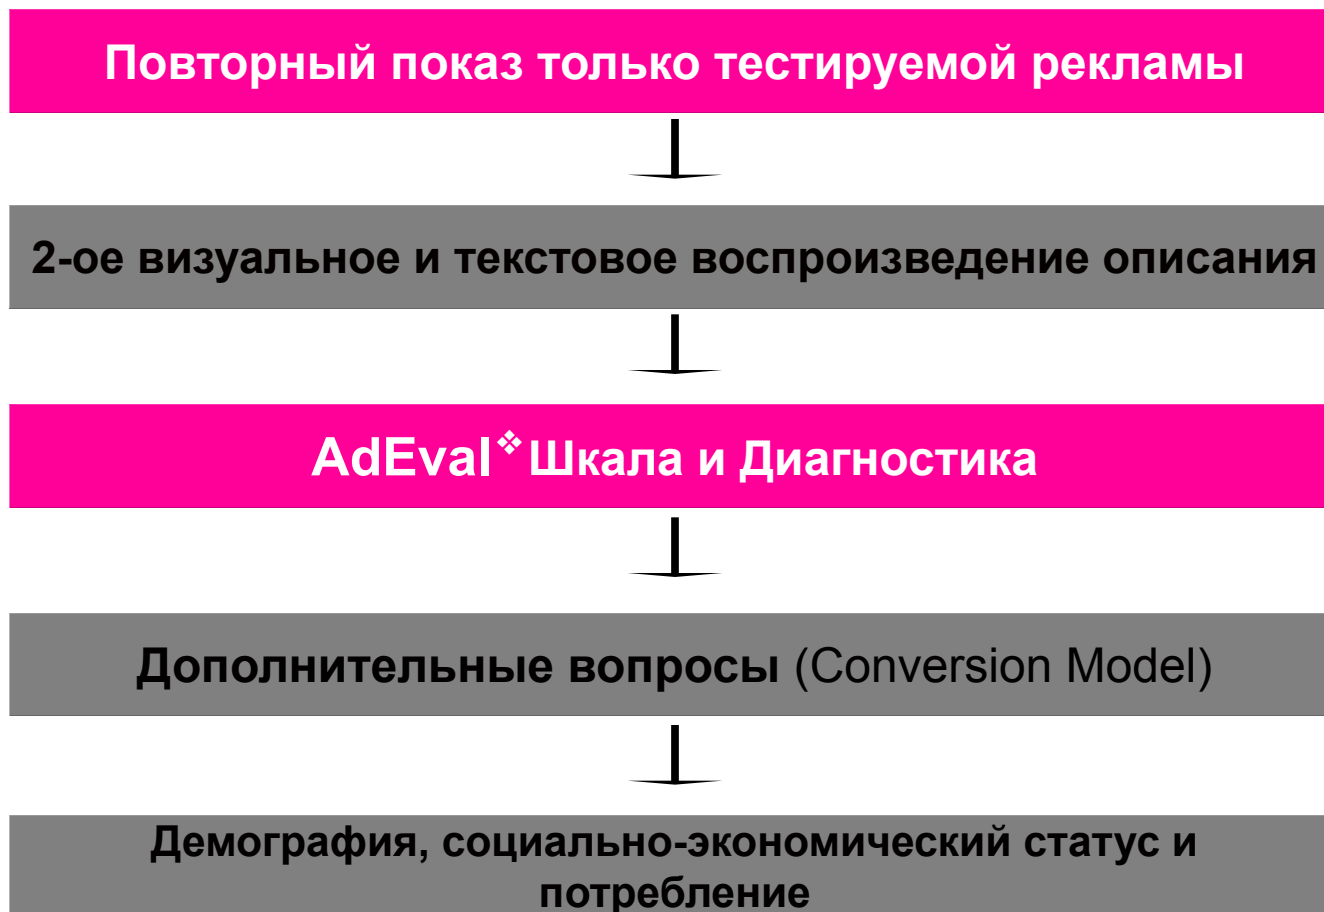 Повторный показ только тестируемой рекламы
2-ое визуальное и текстовое воспроизведение описания
AdEval❖ Шкала и Диагностика
Дополнительные вопросы (Conversion Model)
Демография, социально-экономический статус и
потребление